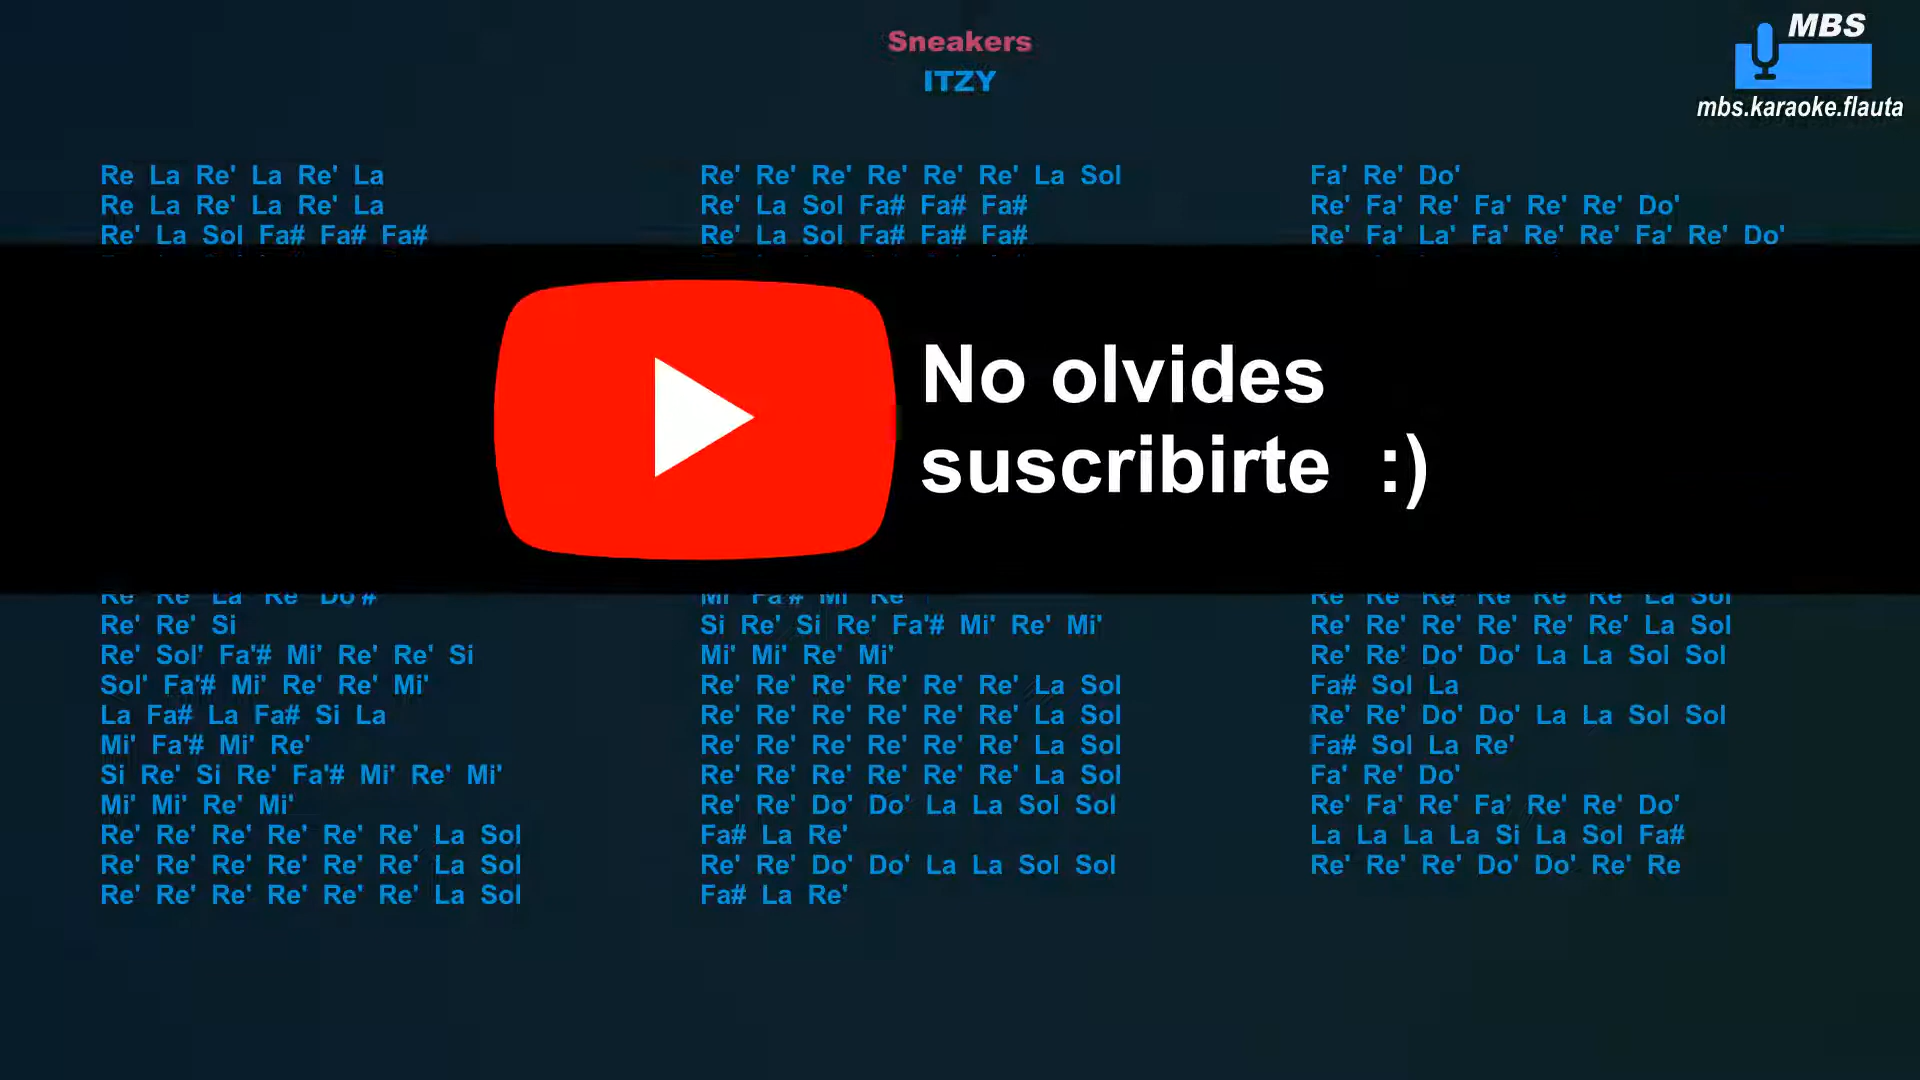 Sneakers
ITZY
MBS
mbs.karaoke.flauta
Re La Re' La Re' La
Re La Re' La Re' La
Re' La Sol Fa# Fa# Fa#
Re' Re' Si
Re' Sol' Fa'# Mi' Re' Re' Si
Sol' Fa'# Mi' Re' Re' Mi'
La Fa# La Fa# Si La
Mi' Fa'# Mi' Re'
Si Re' Si Re' Fa'# Mi' Re' Mi'
Mi' Mi' Re' Mi'
Re' Re' Re' Re' Re' Re' La Sol
Re' Re' Re' Re' Re' Re' La Sol
Re' Re' Re' Re' Re' Re' La Sol
Re' Re' Re' Re' Re' Re' La Sol
Re' La Sol Fa# Fa# Fa#
Re' La Sol Fa# Fa# Fa#
Si Re' Si Re' Fa'# Mi' Re' Mi'
Mi' Mi' Re' Mi'
Re' Re' Re' Re' Re' Re' La Sol
Re' Re' Re' Re' Re' Re' La Sol
Re' Re' Re' Re' Re' Re' La Sol
Re' Re' Re' Re' Re' Re' La Sol
Re' Re' Do' Do' La La Sol Sol
Fa# La Re'
Re' Re' Do' Do' La La Sol Sol
Fa# La Re'
Fa' Re' Do'
Re' Fa' Re' Fa' Re' Re' Do'
Re' Fa' La' Fa' Re' Re' Fa' Re' Do'
Re' Re' Re' Re' Re' Re' La Sol
Re' Re' Do' Do' La La Sol Sol
Fa# Sol La
Re' Re' Do' Do' La La Sol Sol
Fa# Sol La Re'
Fa' Re' Do'
Re' Fa' Re' Fa' Re' Re' Do'
La La La La Si La Sol Fa#
Re' Re' Re' Do' Do' Re' Re
No olvides
suscribirte :)